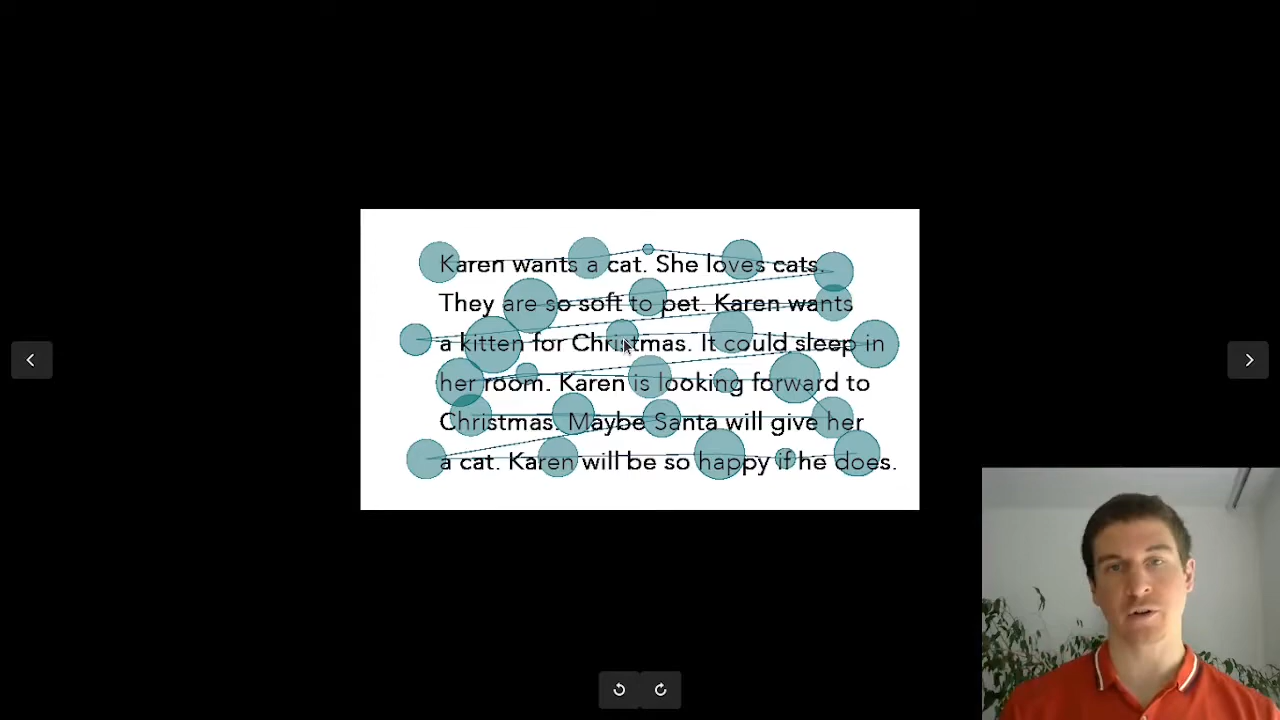 Karen wants a cat. She loves cats.
They are so soft to pet. Karen wants
a kitten for Christmas. It could sleep in
her room. Karen is looking forward to
Christmas. Maybe Santa will give her
a cat. Karen will be so happy if he does.